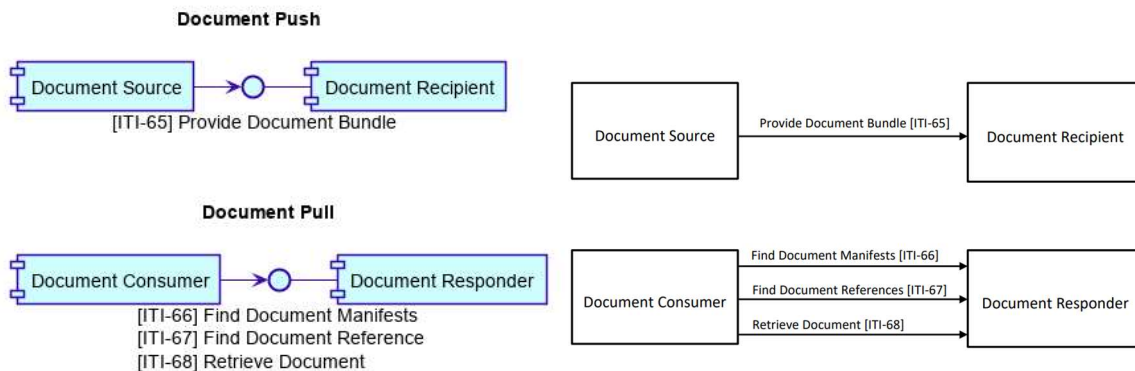 Document Push
Document Source
Document Recipient
[ITI-65] Provide Document Bundle
Document Pull
Document Consumer
Document Responder
[ITI-66] Find Document Manifests
[ITI-67] Find Document Reference
[ITI-68] Retrieve Document
Document Source
Provide Document Bundle [ITI-65]
Document Recipient
Document Consumer
Find Document Manifests [ITI-66]
Find Document References [ITI-67]
Retrieve Document [ITI-68]
Document Responder